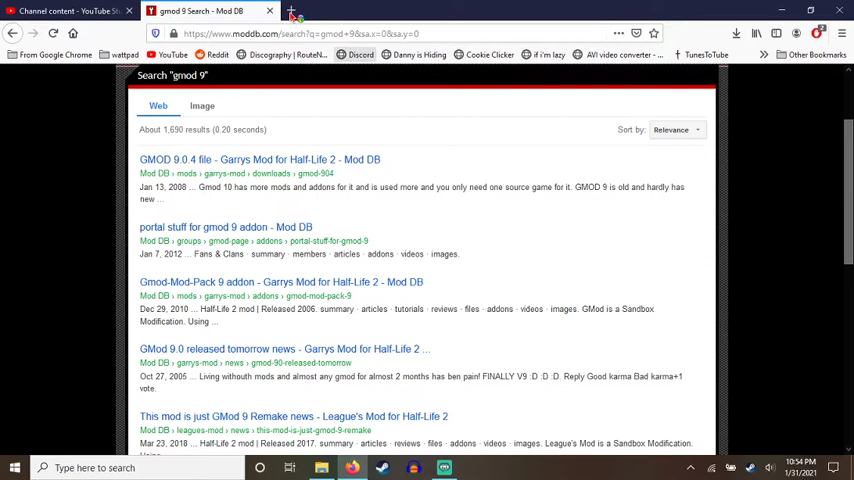 Channel content - YouTube Stu
gmod 9 Search - Mod DB
https://www.moddb.com/search?q=gmod+9&sa.x=0&sa.y=0
From Google Chrome
wattpad
YouTube
Reddit
Discography | RouteN...
Discord
Danny is Hiding
Cookie Clicker
if i'm lazy
AVI video converter - ...
TunesToTube
Other Bookmarks
Search "gmod 9"
Web
Image
About 1,690 results (0.20 seconds)
Sort by:
Relevance
GMOD 9.0.4 file - Garrys Mod for Half-Life 2 - Mod DB
Mod DB › mods › garrys-mod › downloads › gmod-904
Jan 13, 2008 ... Gmod 10 has more mods and addons for it and is used more and you only need one source game for it. GMOD 9 is old and hardly has
new ...
portal stuff for gmod 9 addon - Mod DB
Mod DB › groups › gmod-page › addons › portal-stuff-for-gmod-9
Jan 7, 2012 ... Fans & Clans · summary · members · articles · addons · videos · images.
Gmod-Mod-Pack 9 addon - Garrys Mod for Half-Life 2 - Mod DB
Mod DB › mods › garrys-mod › addons › gmod-mod-pack-9
Dec 29, 2010 ... Half-Life 2 mod | Released 2006. summary · articles · tutorials · reviews · files · addons · videos · images. GMod is a Sandbox
Modification. Using ...
GMod 9.0 released tomorrow news - Garrys Mod for Half-Life 2 ...
Mod DB › garrys-mod › news › gmod-90-released-tomorrow
Oct 27, 2005 ... Living withouth mods and almost any gmod for almost 2 months has ben pain! FINALLY V9 :D :D :D. Reply Good karma Bad karma+1
vote.
This mod is just GMod 9 Remake news - League's Mod for Half-Life 2
Mod DB › leagues-mod › news › this-mod-is-just-gmod-9-remake
Mar 23, 2018 ... Half-Life 2 mod | Released 2017. summary · articles · reviews · files · addons · videos · images. League's Mod is a Sandbox Modification.
Using
Type here to search
10:54 PM
1/31/2021